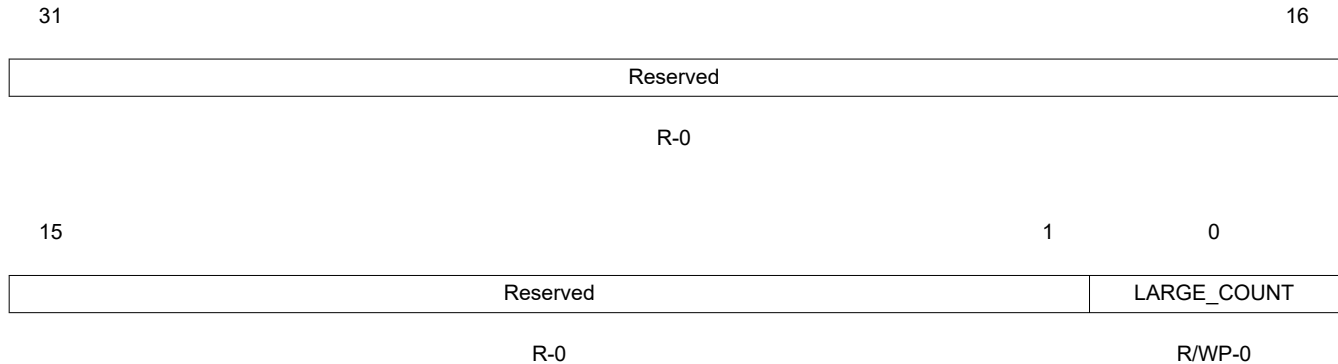 31 16
Reserved
R-0
15 1 0
Reserved LARGE_COUNT
R-0 R/WP-0